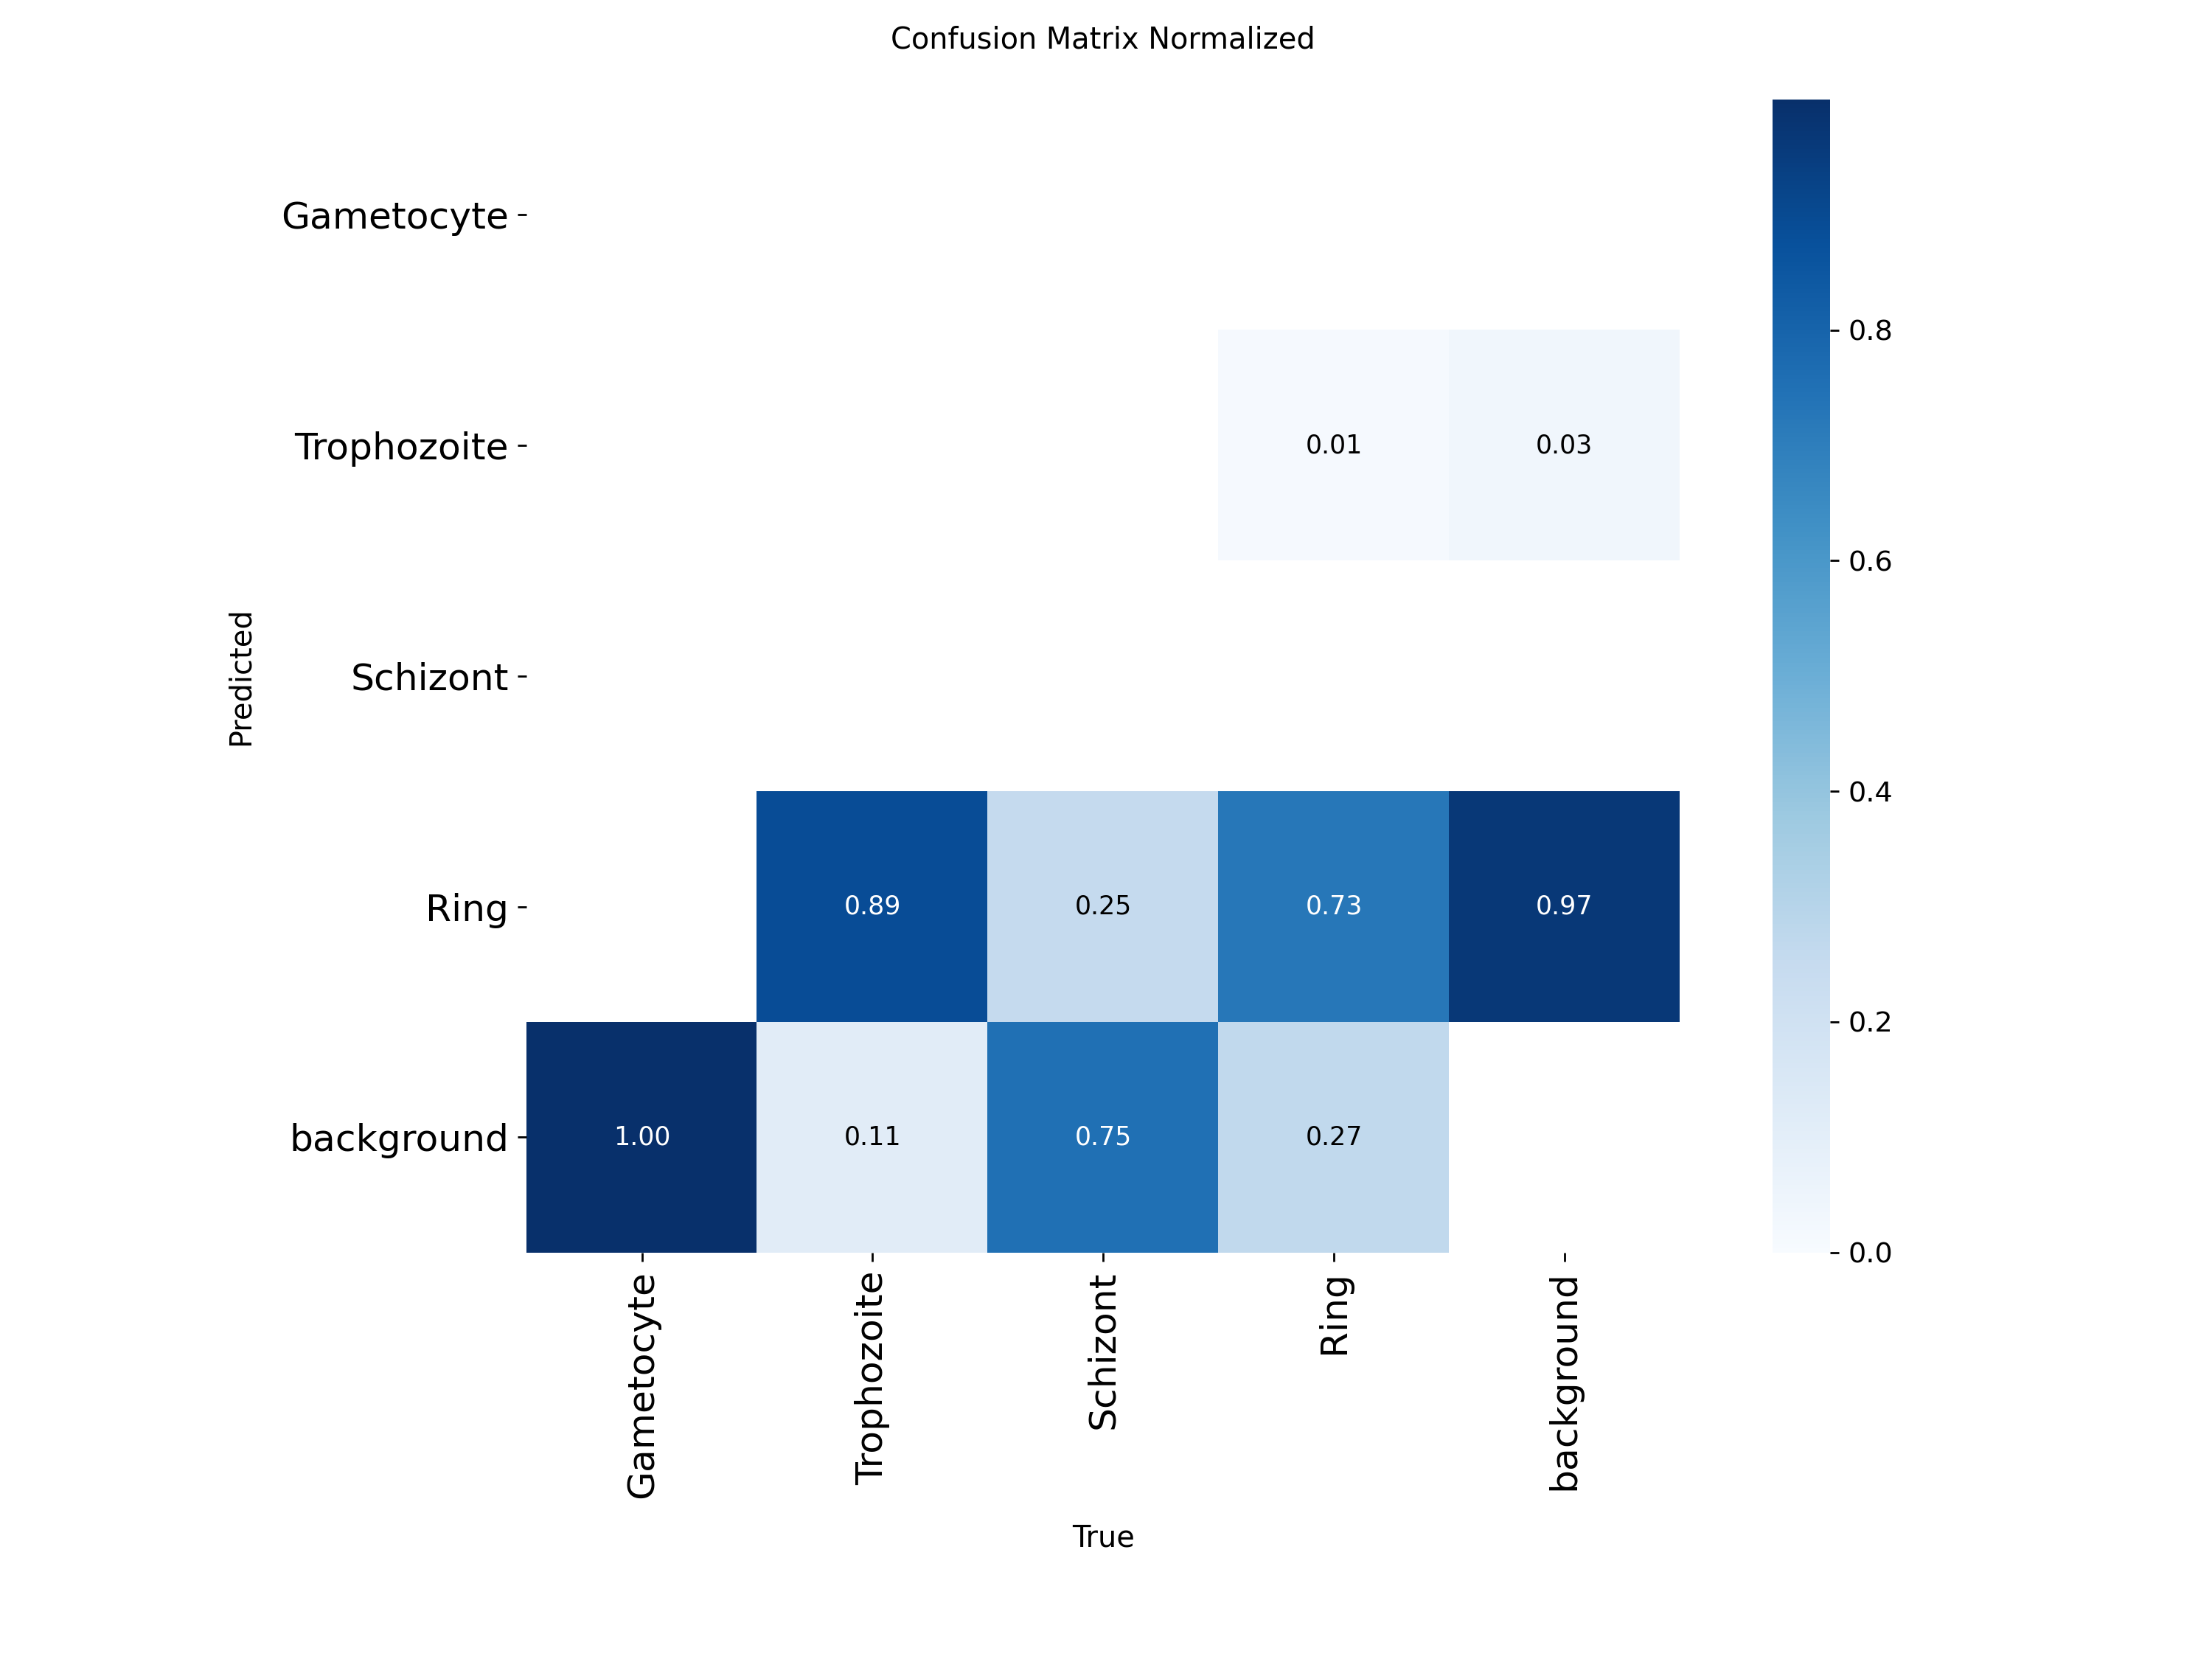 Confusion Matrix Normalized
Gametocyte
Trophozoite
Schizont
Ring
background
Predicted
0.01 0.03
0.89 0.25 0.73 0.97
1.00 0.11 0.75 0.27
0.8
0.6
0.4
0.2
0.0
Gametocyte
Trophozoite
Schizont
Ring
background
True